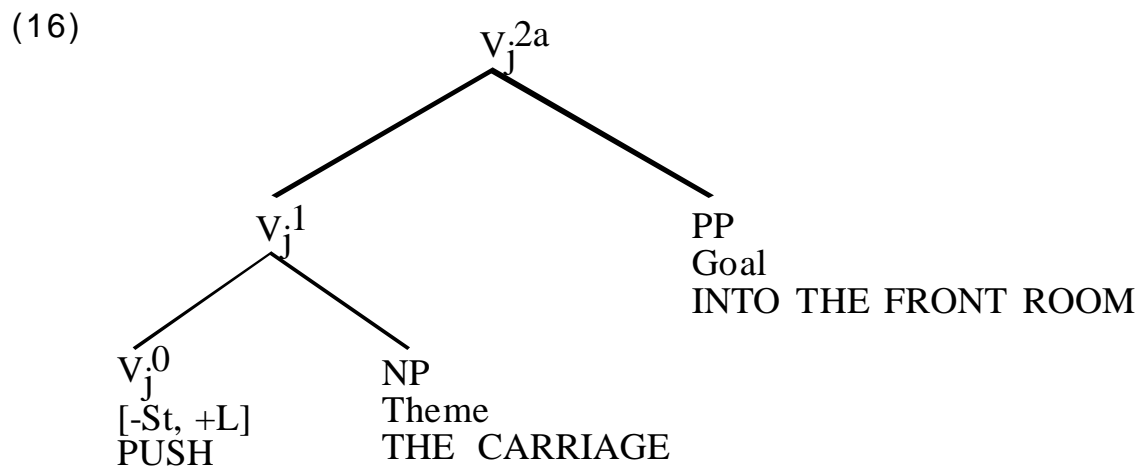 (16)
V_j^2a
V_j^1
PP
Goal
INTO THE FRONT ROOM
V_j^0
[-St, +L]
PUSH
NP
Theme
THE CARRIAGE